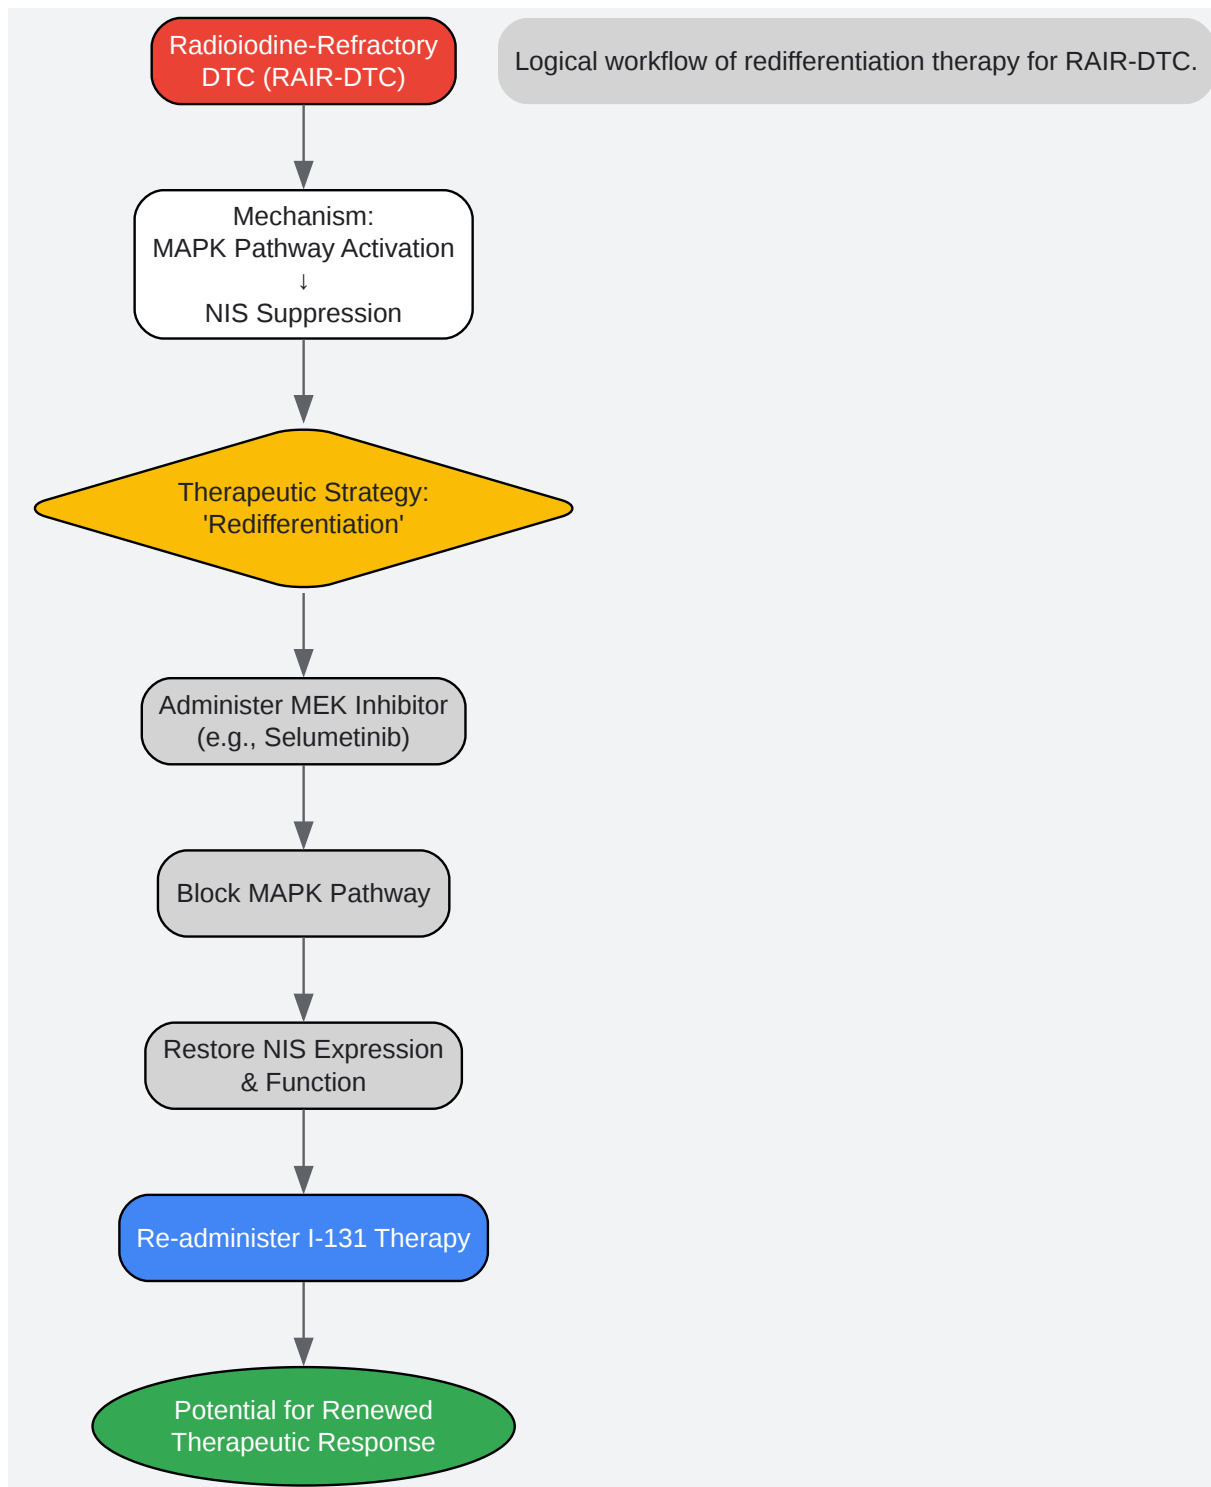 Radioiodine-Refractory
DTC (RAIR-DTC)
Logical workflow of redifferentiation therapy for RAIR-DTC.
Mechanism:
MAPK Pathway Activation
↓
NIS Suppression
Therapeutic Strategy:
'Redifferentiation'
Administer MEK Inhibitor
(e.g., Selumetinib)
Block MAPK Pathway
Restore NIS Expression
& Function
Re-administer I-131 Therapy
Potential for Renewed
Therapeutic Response